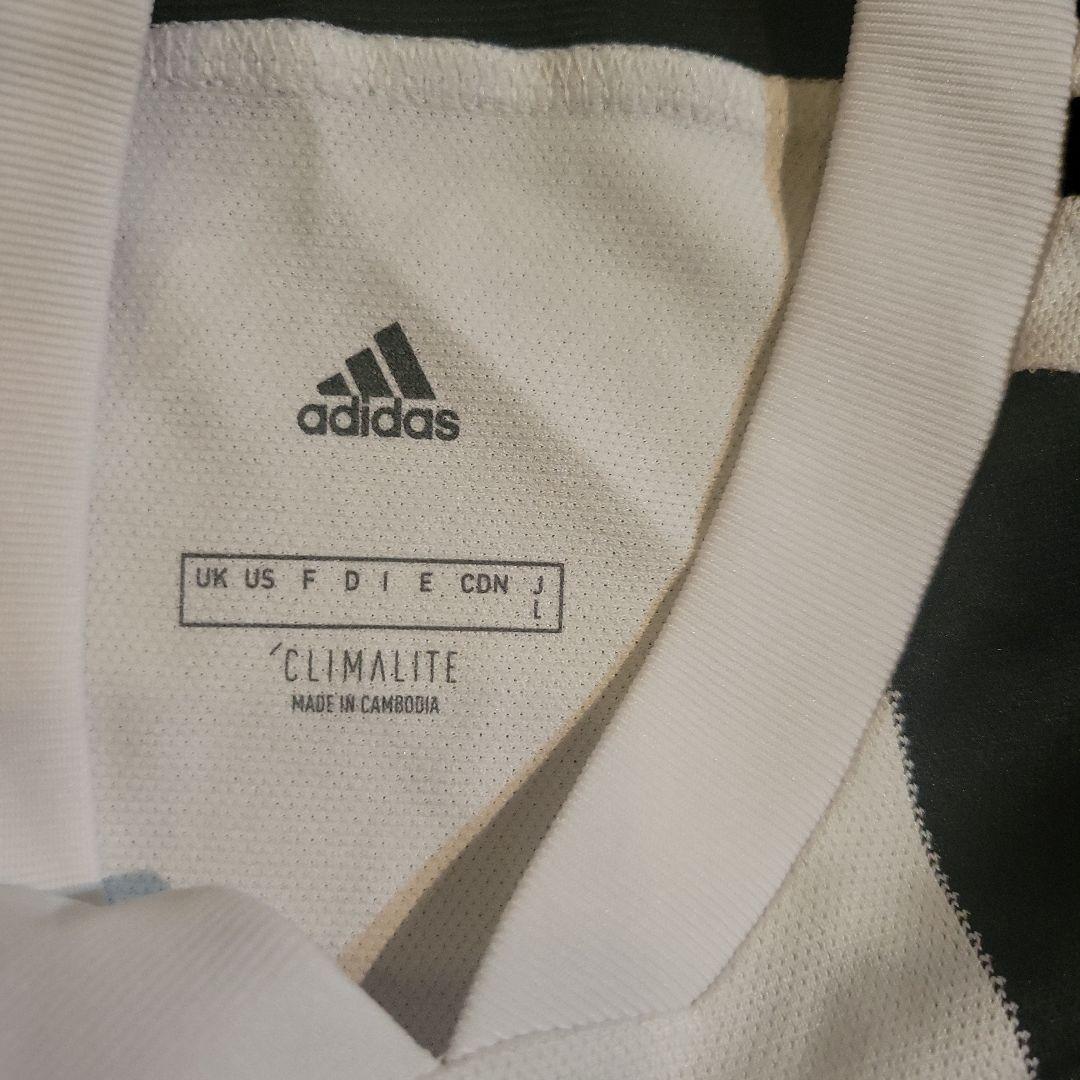 adidas
UK US F D I E CDN J
L
´CLIMALITE
MADE IN CAMBODIA